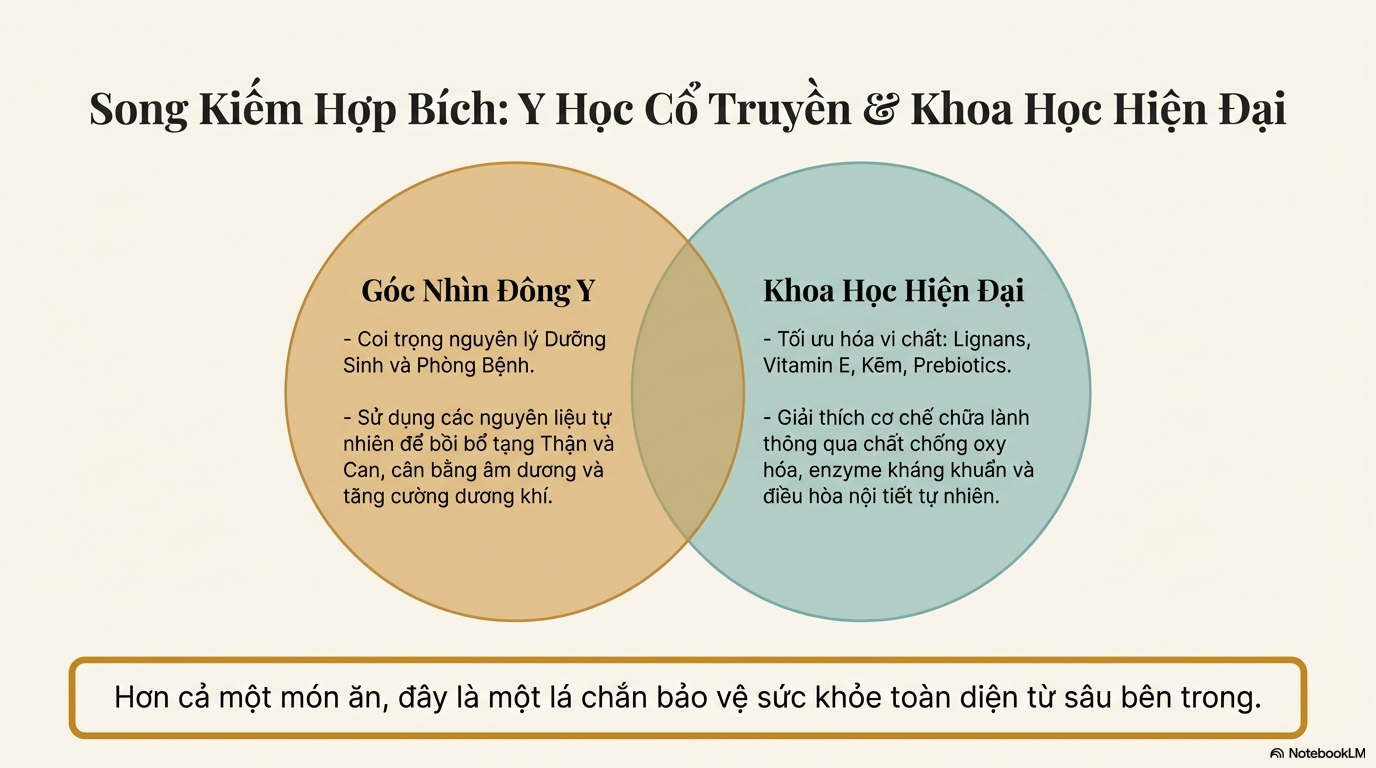 Song Kiếm Hợp Bích: Y Học Cổ Truyền & Khoa Học Hiện Đại
Góc Nhìn Đông Y
- Coi trọng nguyên lý Dưỡng
Sinh và Phòng Bệnh.
- Sử dụng các nguyên liệu tự
nhiên để bồi bổ tạng Thận và
Can, cân bằng âm dương và
tăng cường dương khí.
Khoa Học Hiện Đại
- Tối ưu hóa vi chất: Lignans,
Vitamin E, Kẽm, Prebiotics.
- Giải thích cơ chế chữa lành
thông qua chất chống oxy
hóa, enzyme kháng khuẩn và
điều hòa nội tiết tự nhiên.
Hơn cả một món ăn, đây là một lá chắn bảo vệ sức khỏe toàn diện từ sâu bên trong.
NotebookLM